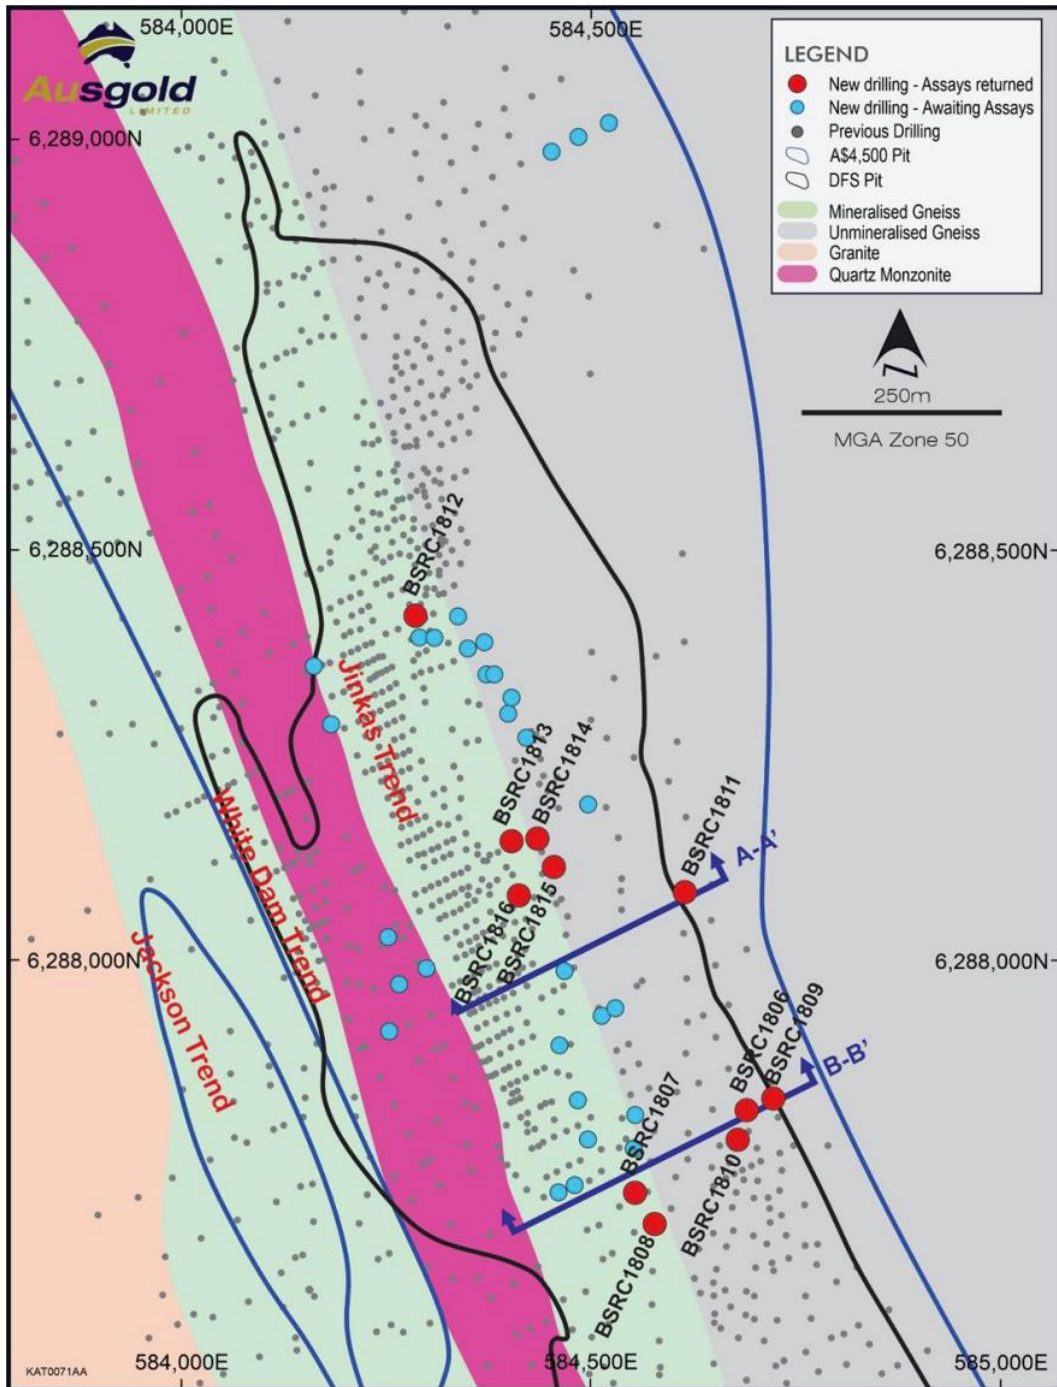 584,000E
584,500E
Ausgold
LIMITED
LEGEND
New drilling - Assays returned
New drilling - Awaiting Assays
Previous Drilling
A$4,500 Pit
DFS Pit
Mineralised Gneiss
Unmineralised Gneiss
Granite
Quartz Monzonite
6,289,000N
Z
250m
MGA Zone 50
BSRC1812
6,288,500N
6,288,500N
Jinkas Trend
BSRC1813
BSRC1814
BSRC1811
A-A'
White Dam Trend
BSRC1816
BSRC1815
Jackson Trend
6,288,000N
6,288,000N
BSRC1806
BSRC1809
B-B'
BSRC1807
BSRC1810
BSRC1808
KAT0071AA
584,000E
584,500E
585,000E